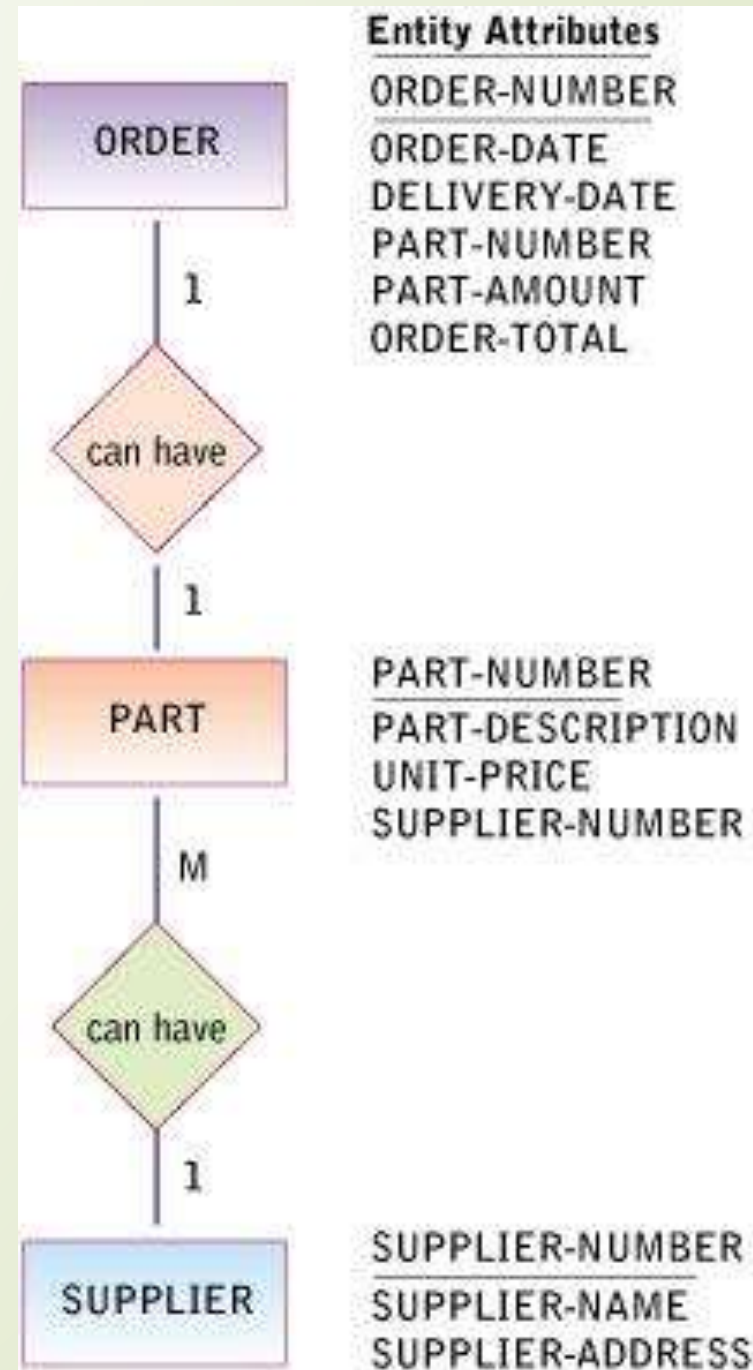 Entity Attributes
ORDER
ORDER-NUMBER
ORDER-DATE
DELIVERY-DATE
PART-NUMBER
PART-AMOUNT
ORDER-TOTAL
1
can have
1
PART
PART-NUMBER
PART-DESCRIPTION
UNIT-PRICE
SUPPLIER-NUMBER
M
can have
1
SUPPLIER
SUPPLIER-NUMBER
SUPPLIER-NAME
SUPPLIER-ADDRESS